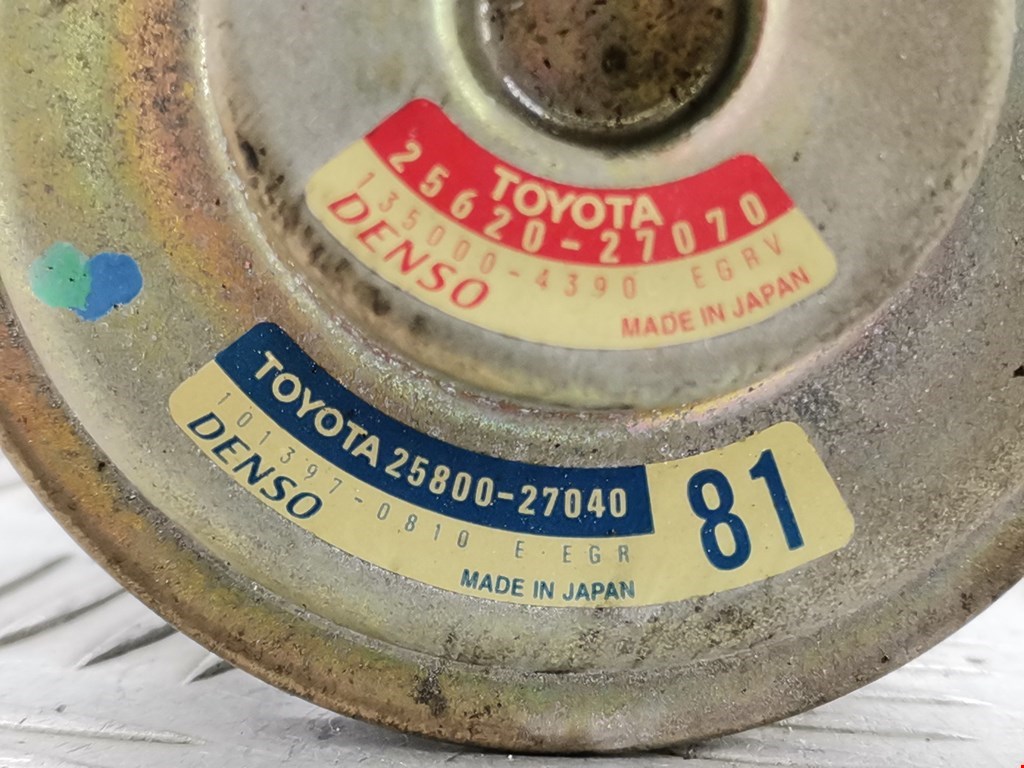 TOYOTA
25620-27070
135000-4390 EGRV
DENSO
MADE IN JAPAN
TOYOTA 25800-27040
101397-0810 E·EGR
DENSO
MADE IN JAPAN
81